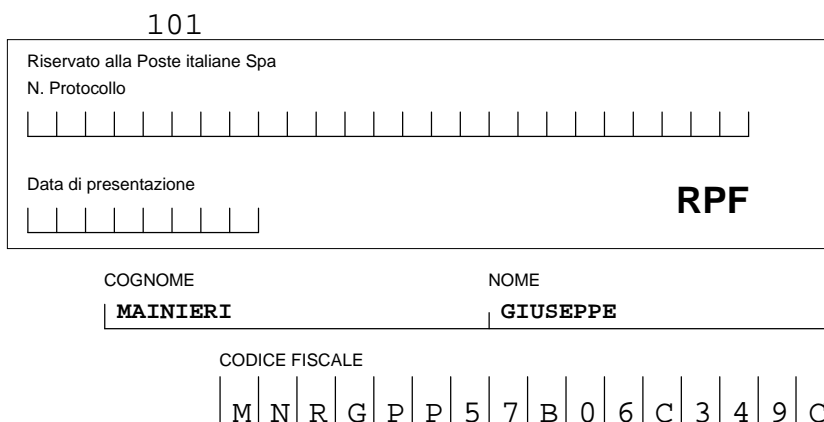 101
Riservato alla Poste italiane Spa
N. Protocollo
Data di presentazione
RPF
COGNOME NOME
MAINIERI GIUSEPPE
CODICE FISCALE
M N R G P P 5 7 B 0 6 C 3 4 9